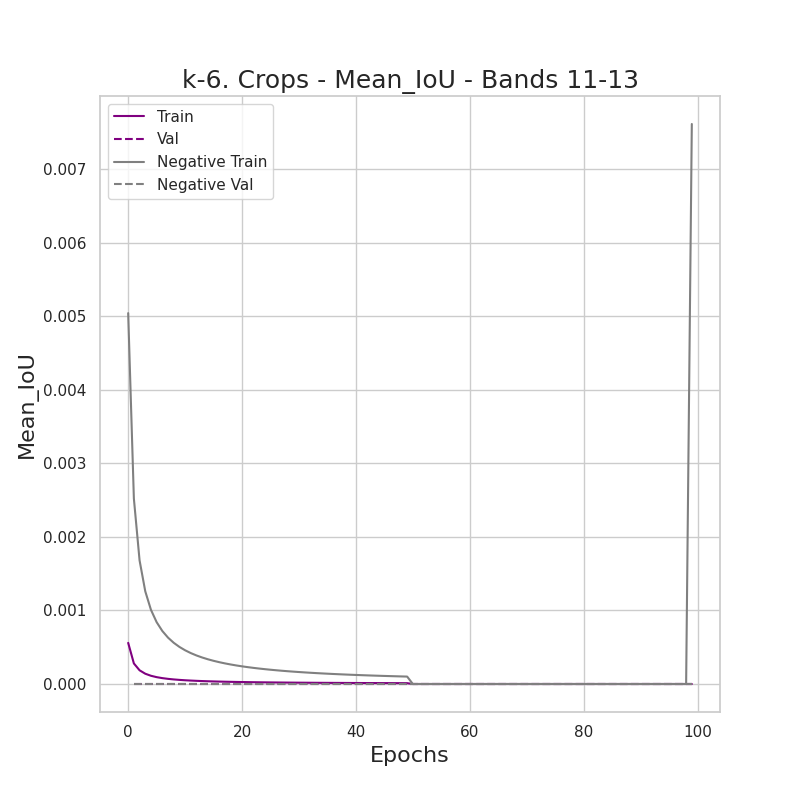 k-6. Crops - Mean_IoU - Bands 11-13
Train
Val
Negative Train
Negative Val
0.007
0.006
0.005
0.004
0.003
0.002
0.001
0.000
Mean_IoU
0 20 40 60 80 100
Epochs